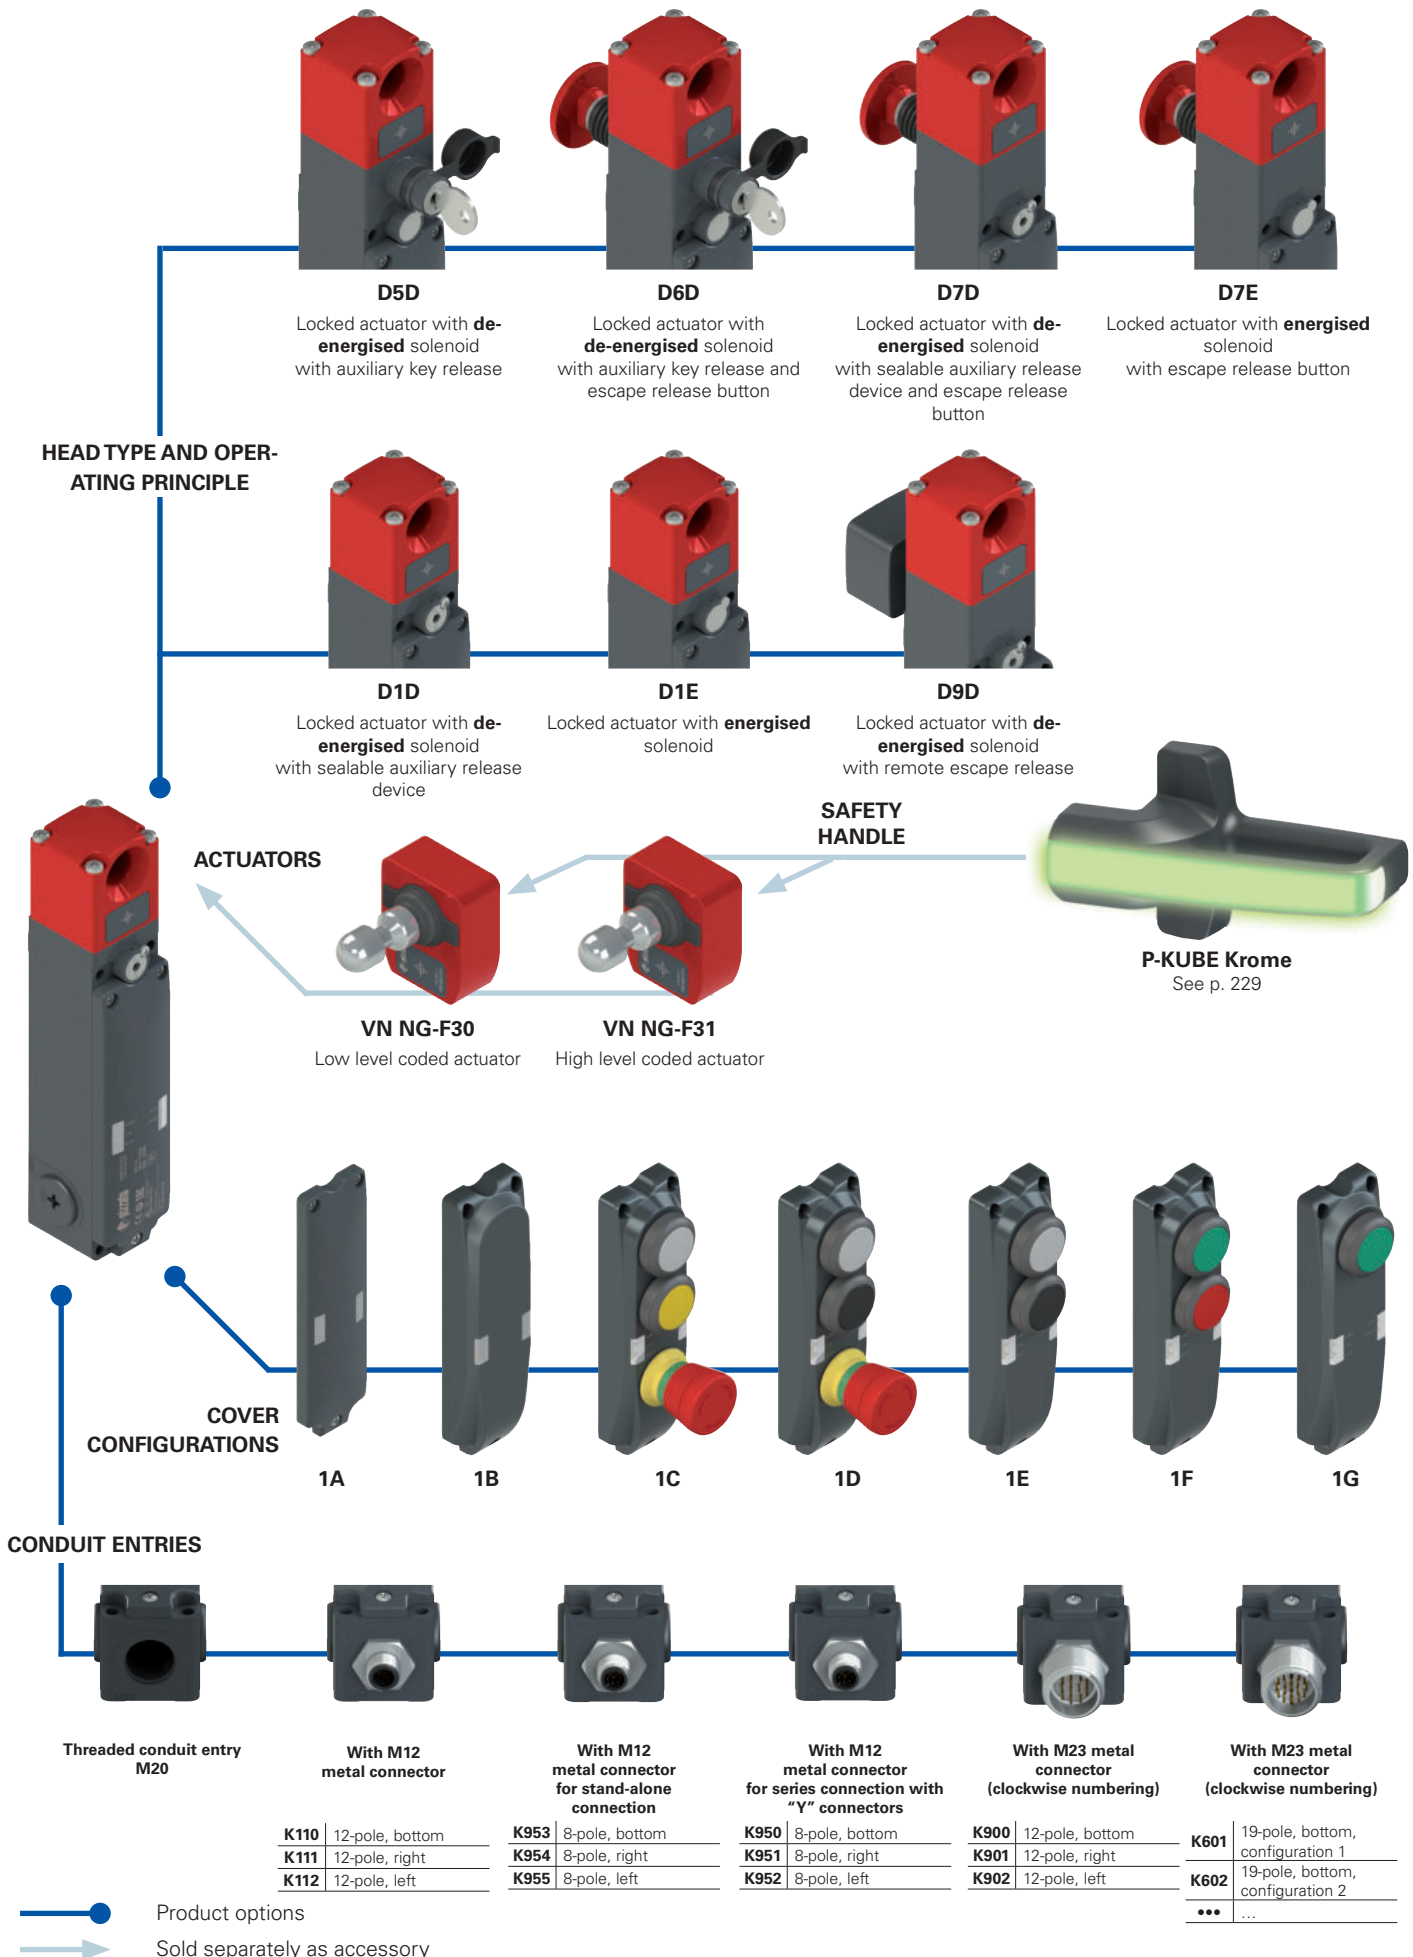 D5D
Locked actuator with de-
energised solenoid
with auxiliary key release
D6D
Locked actuator with
de-energised solenoid
with auxiliary key release and
escape release button
D7D
Locked actuator with de-
energised solenoid
with sealable auxiliary release
device and escape release
button
D7E
Locked actuator with energised
solenoid
with escape release button
HEAD TYPE AND OPER-
ATING PRINCIPLE
D1D
Locked actuator with de-
energised solenoid
with sealable auxiliary release
device
D1E
Locked actuator with energised
solenoid
D9D
Locked actuator with de-
energised solenoid
with remote escape release
SAFETY
HANDLE
ACTUATORS
P-KUBE Krome
See p. 229
VN NG-F30
Low level coded actuator
VN NG-F31
High level coded actuator
pizzato
COVER
CONFIGURATIONS
1A
1B
1C
1D
1E
1F
1G
CONDUIT ENTRIES
Threaded conduit entry
M20
With M12
metal connector
K110 12-pole, bottom
K111 12-pole, right
K112 12-pole, left
With M12
metal connector
for stand-alone
connection
K953 8-pole, bottom
K954 8-pole, right
K955 8-pole, left
With M12
metal connector
for series connection with
“Y” connectors
K950 8-pole, bottom
K951 8-pole, right
K952 8-pole, left
With M23 metal
connector
(clockwise numbering)
K900 12-pole, bottom
K901 12-pole, right
K902 12-pole, left
With M23 metal
connector
(clockwise numbering)
K601 19-pole, bottom,
configuration 1
K602 19-pole, bottom,
configuration 2
••• …
Product options
Sold separately as accessory